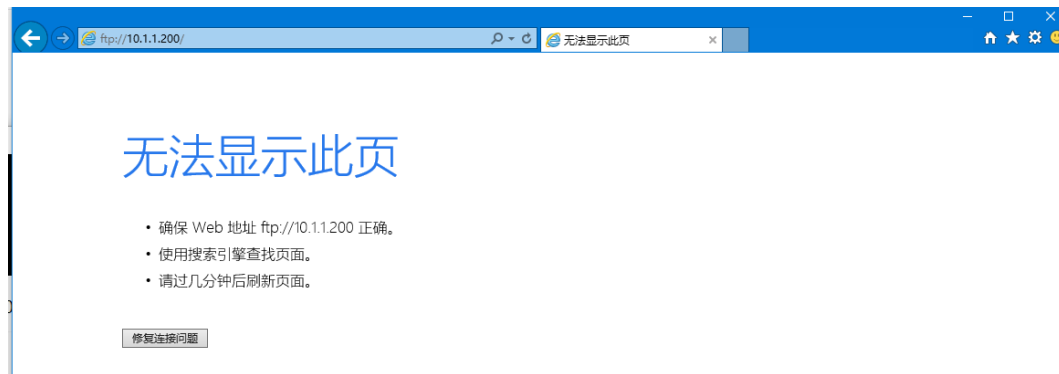 ftp://10.1.1.200/
无法显示此页
无法显示此页
• 确保 Web 地址 ftp://10.1.1.200 正确。
• 使用搜索引擎查找页面。
• 请过几分钟后刷新页面。
修复连接问题